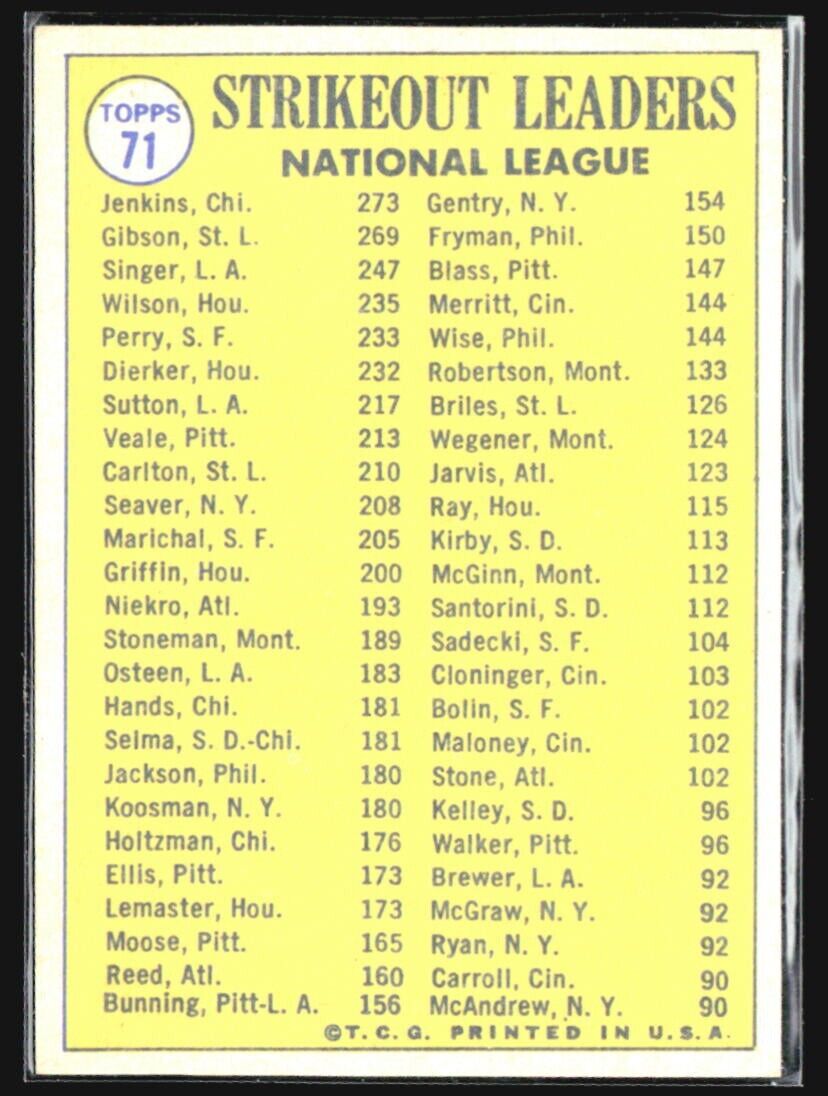 TOPPS
71
STRIKEOUT LEADERS
NATIONAL LEAGUE
Jenkins, Chi. 273 Gentry, N. Y. 154
Gibson, St. L. 269 Fryman, Phil. 150
Singer, L. A. 247 Blass, Pitt. 147
Wilson, Hou. 235 Merritt, Cin. 144
Perry, S. F. 233 Wise, Phil. 144
Dierker, Hou. 232 Robertson, Mont. 133
Sutton, L. A. 217 Briles, St. L. 126
Veale, Pitt. 213 Wegener, Mont. 124
Carlton, St. L. 210 Jarvis, Atl. 123
Seaver, N. Y. 208 Ray, Hou. 115
Marichal, S. F. 205 Kirby, S. D. 113
Griffin, Hou. 200 McGinn, Mont. 112
Niekro, Atl. 193 Santorini, S. D. 112
Stoneman, Mont. 189 Sadecki, S. F. 104
Osteen, L. A. 183 Cloninger, Cin. 103
Hands, Chi. 181 Bolin, S. F. 102
Selma, S. D.-Chi. 181 Maloney, Cin. 102
Jackson, Phil. 180 Stone, Atl. 102
Koosman, N. Y. 180 Kelley, S. D. 96
Holtzman, Chi. 176 Walker, Pitt. 96
Ellis, Pitt. 173 Brewer, L. A. 92
Lemaster, Hou. 173 McGraw, N. Y. 92
Moose, Pitt. 165 Ryan, N. Y. 92
Reed, Atl. 160 Carroll, Cin. 90
Bunning, Pitt-L. A. 156 McAndrew, N. Y. 90
©T. C. G. PRINTED IN U. S. A.